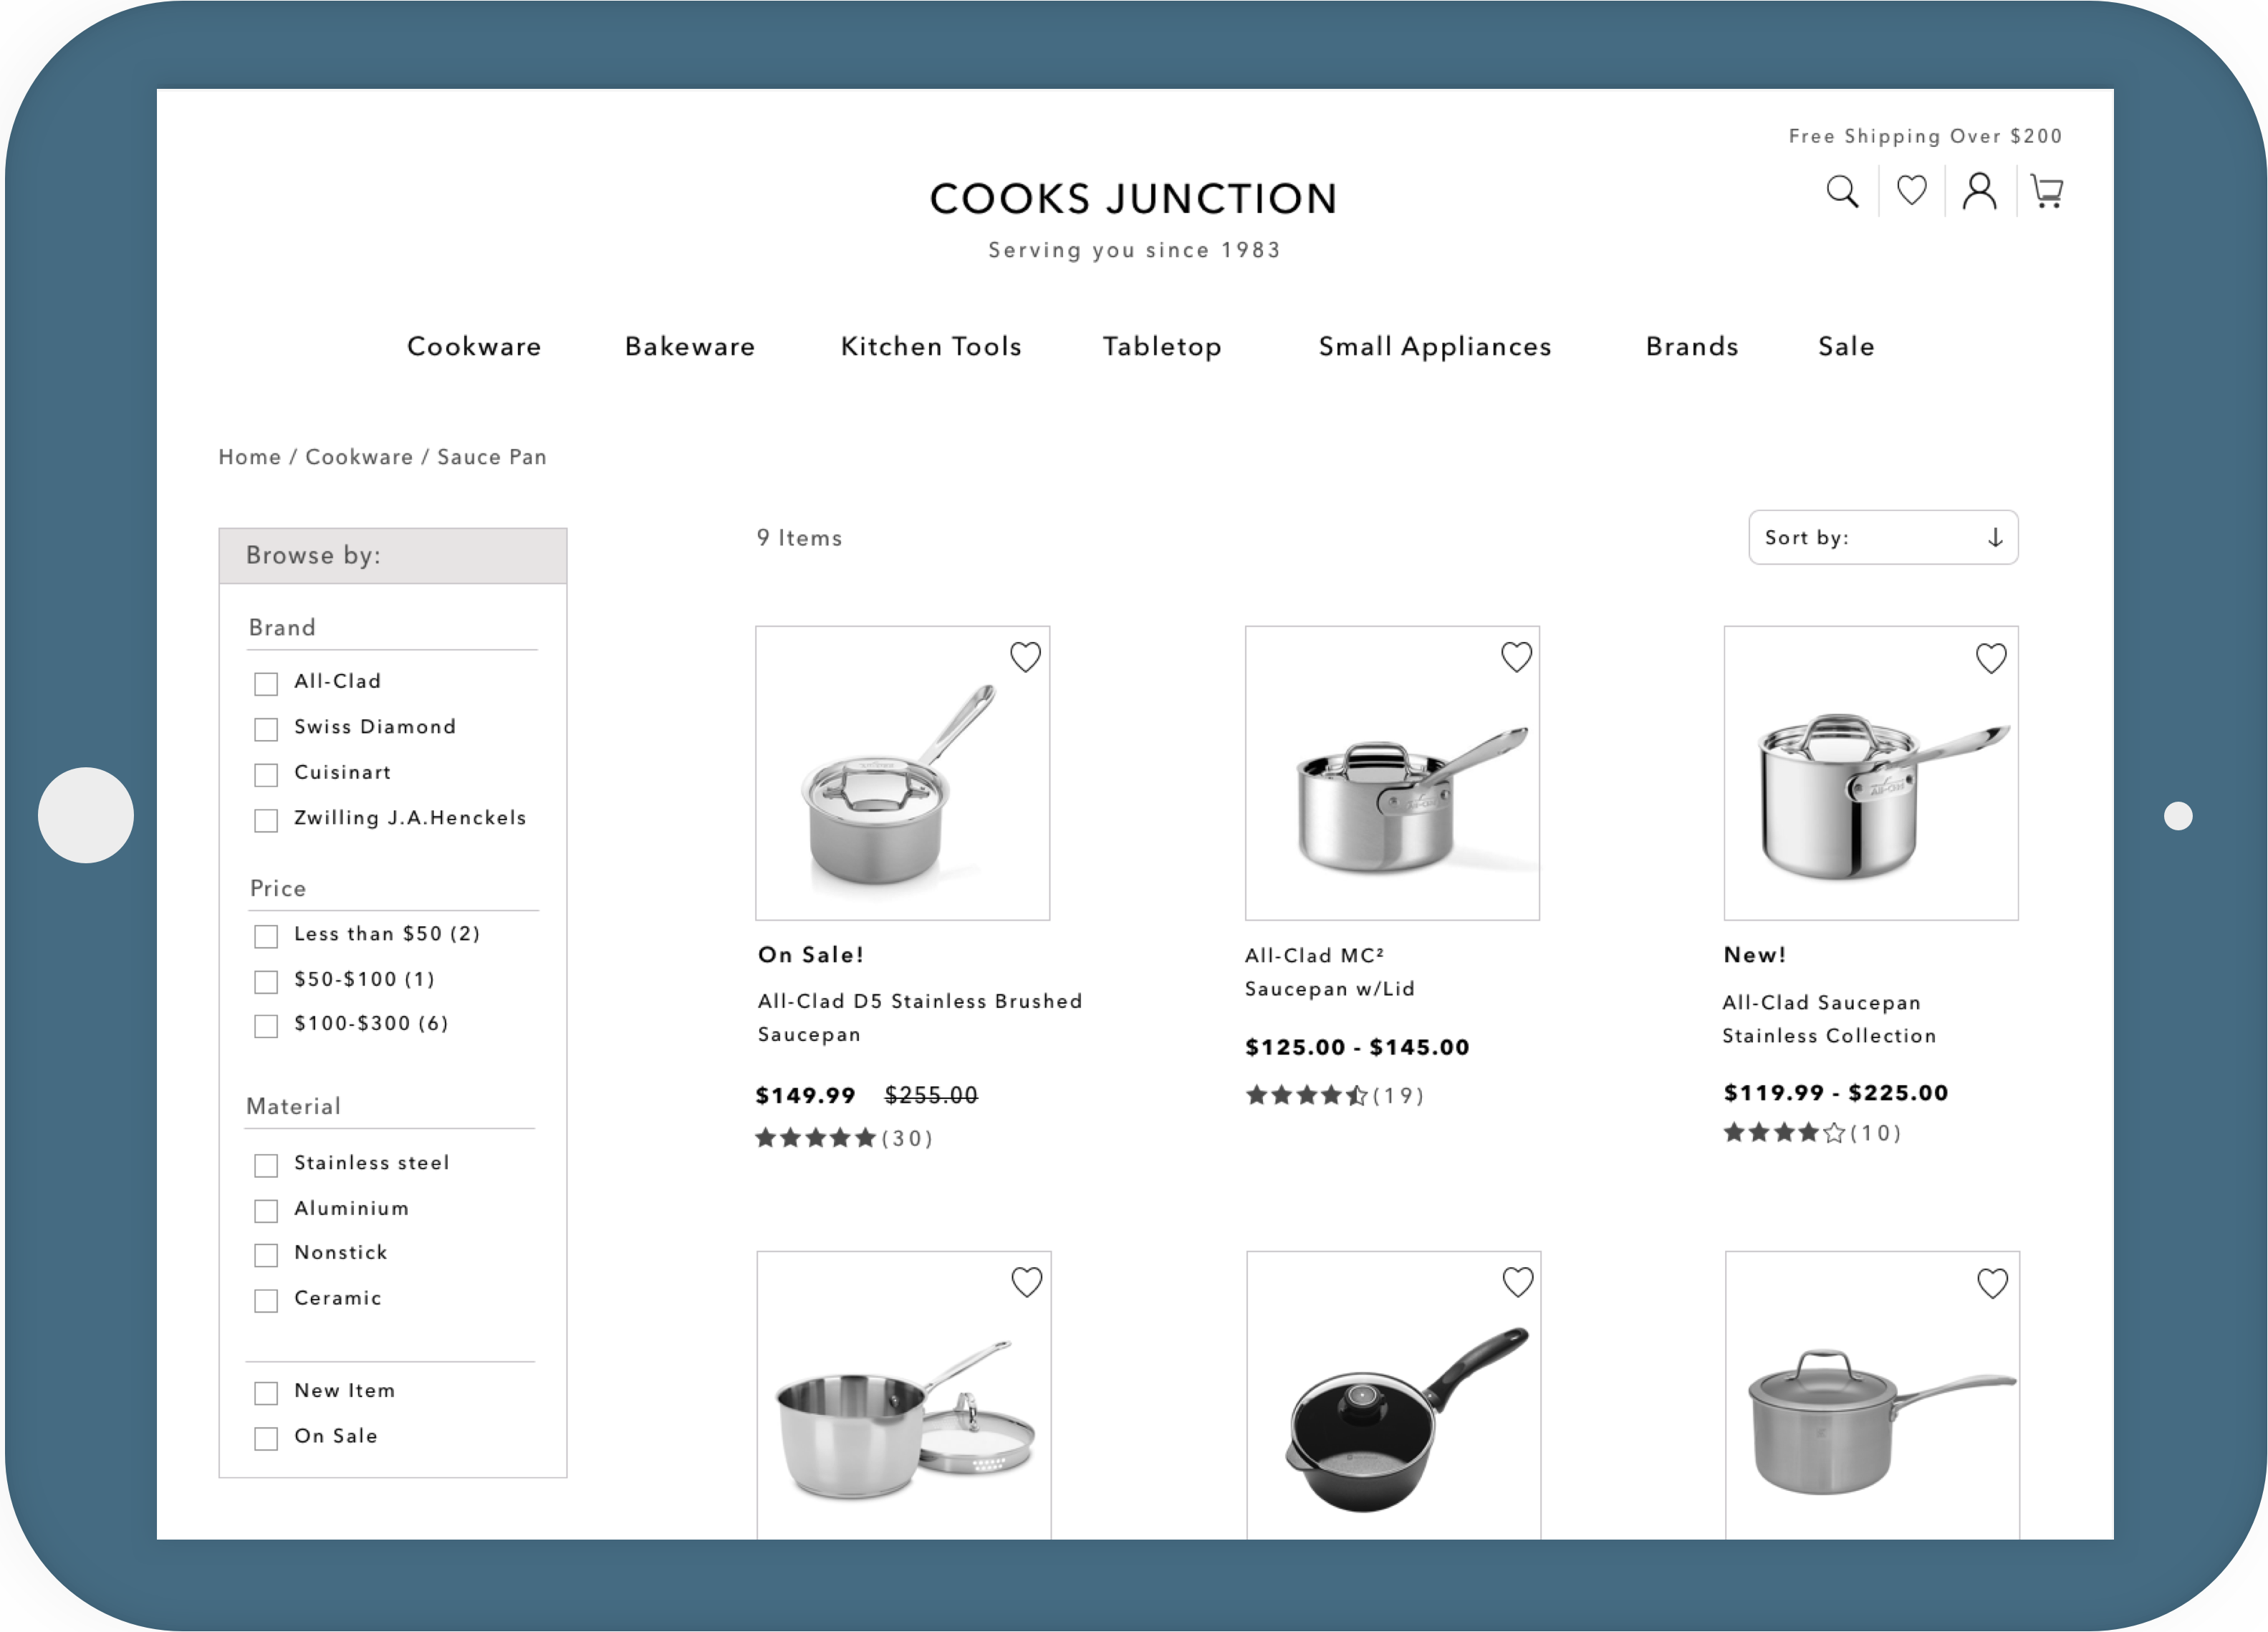 Free Shipping Over $200
COOKS JUNCTION
Serving you since 1983
Cookware Bakeware Kitchen Tools Tabletop Small Appliances Brands Sale
Home / Cookware / Sauce Pan
Browse by:
Brand
All-Clad
Swiss Diamond
Cuisinart
Zwilling J.A.Henckels
Price
Less than $50 (2)
$50-$100 (1)
$100-$300 (6)
Material
Stainless steel
Aluminium
Nonstick
Ceramic
New Item
On Sale
9 Items
Sort by:
On Sale!
All-Clad D5 Stainless Brushed
Saucepan
$149.99 $255.00
(30)
All-Clad MC²
Saucepan w/Lid
$125.00 - $145.00
(19)
New!
All-Clad Saucepan
Stainless Collection
$119.99 - $225.00
(10)